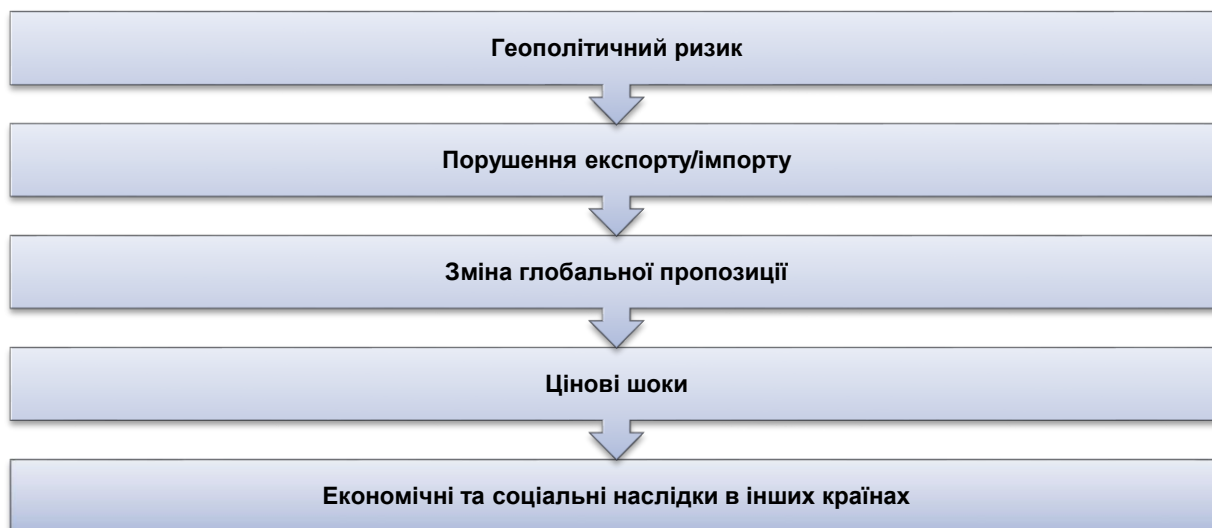 Геополітичний ризик
Порушення експорту/імпорту
Зміна глобальної пропозиції
Цінові шоки
Економічні та соціальні наслідки в інших країнах